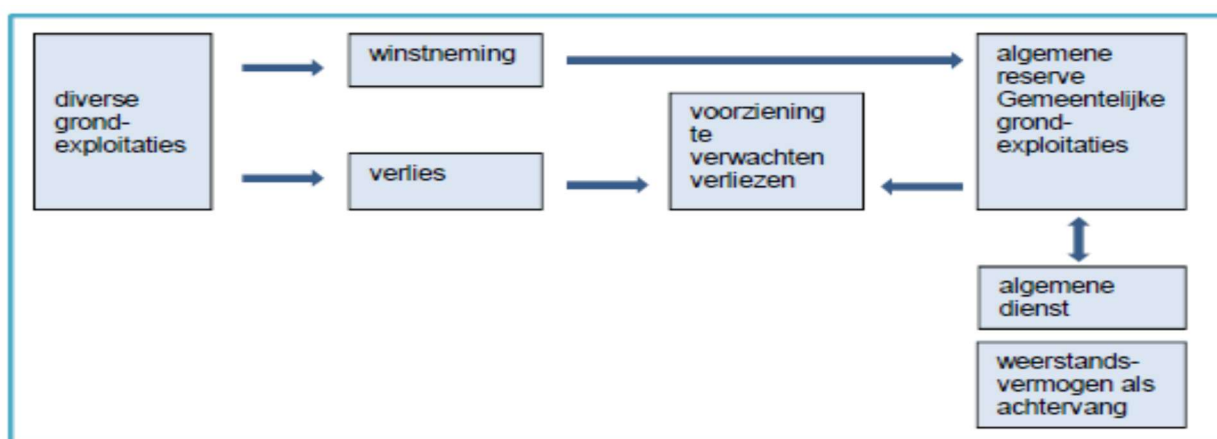 diverse
grond-
exploitaties
winstneming
verlies
voorziening
te
verwachten
verliezen
algemene
reserve
Gemeentelijke
grond-
exploitaties
algemene
dienst
weerstands-
vermogen als
achtervang